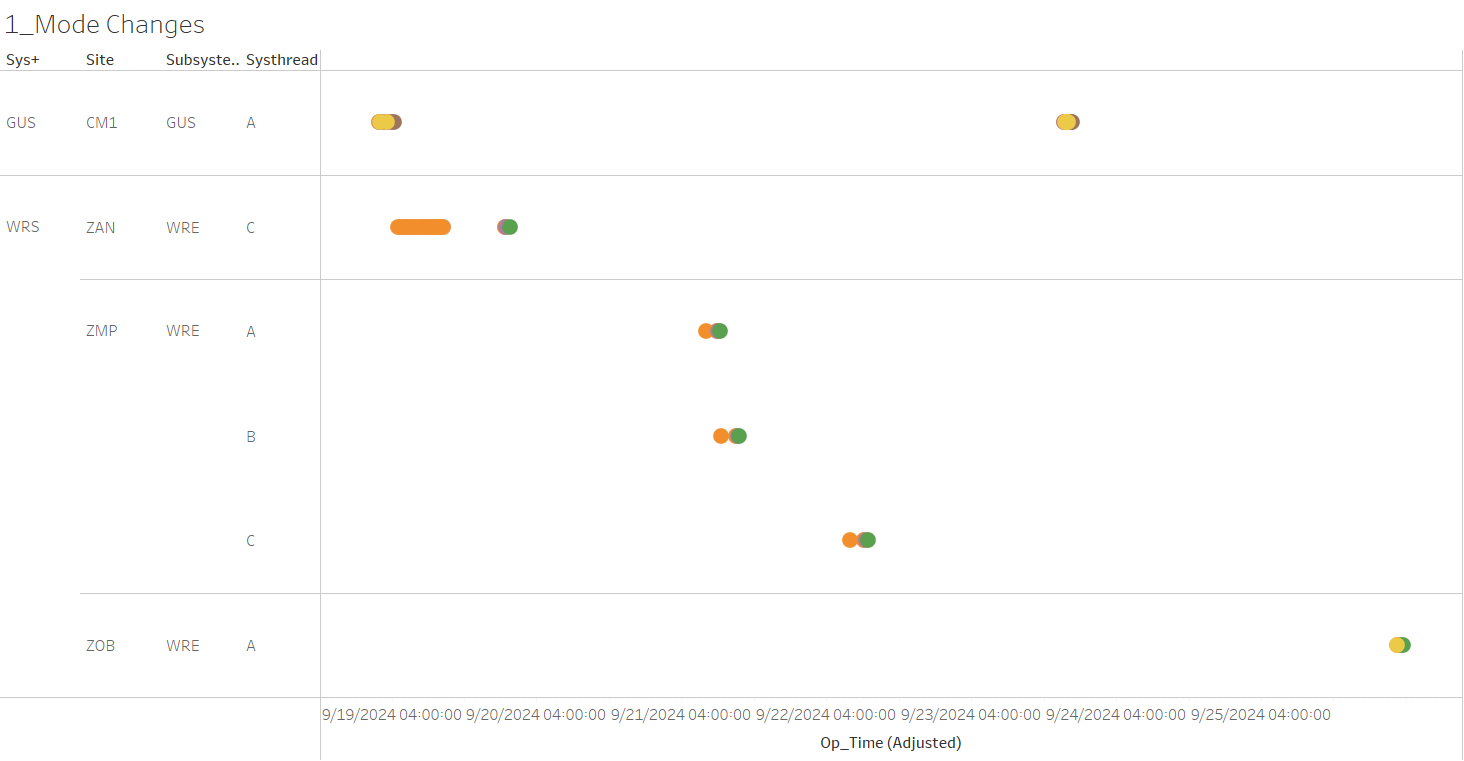 1_Mode Changes
Sys+ Site Subsyste.. Systhread
GUS CM1 GUS A
WRS ZAN WRE C
ZMP WRE A
B
C
ZOB WRE A
9/19/2024 04:00:00 9/20/2024 04:00:00 9/21/2024 04:00:00 9/22/2024 04:00:00 9/23/2024 04:00:00 9/24/2024 04:00:00 9/25/2024 04:00:00
Op_Time (Adjusted)